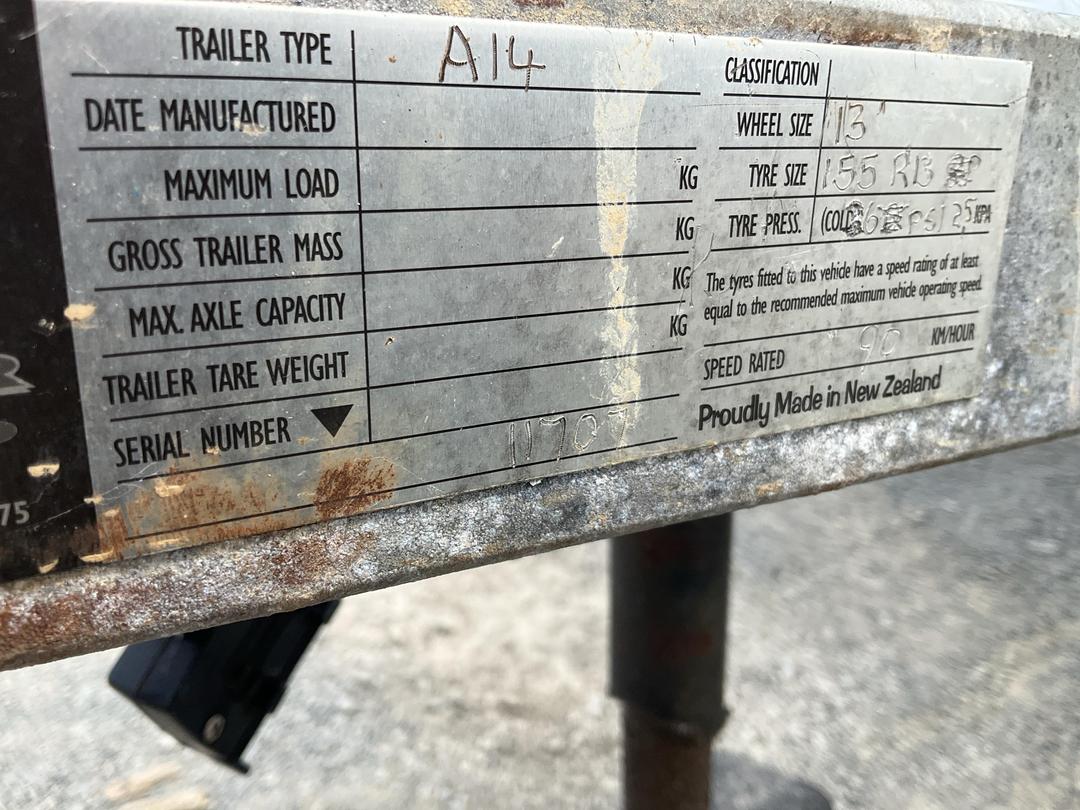 TRAILER TYPE A14
DATE MANUFACTURED
MAXIMUM LOAD KG
GROSS TRAILER MASS KG
MAX. AXLE CAPACITY KG
TRAILER TARE WEIGHT KG
SERIAL NUMBER ▼ 11707
CLASSIFICATION
WHEEL SIZE 13"
TYRE SIZE 155 R13
TYRE PRESS. (COLD) PSI 25 KPA
The tyres fitted to this vehicle have a speed rating of at least
equal to the recommended maximum vehicle operating speed.
SPEED RATED 90 KM/HOUR
Proudly Made in New Zealand
75